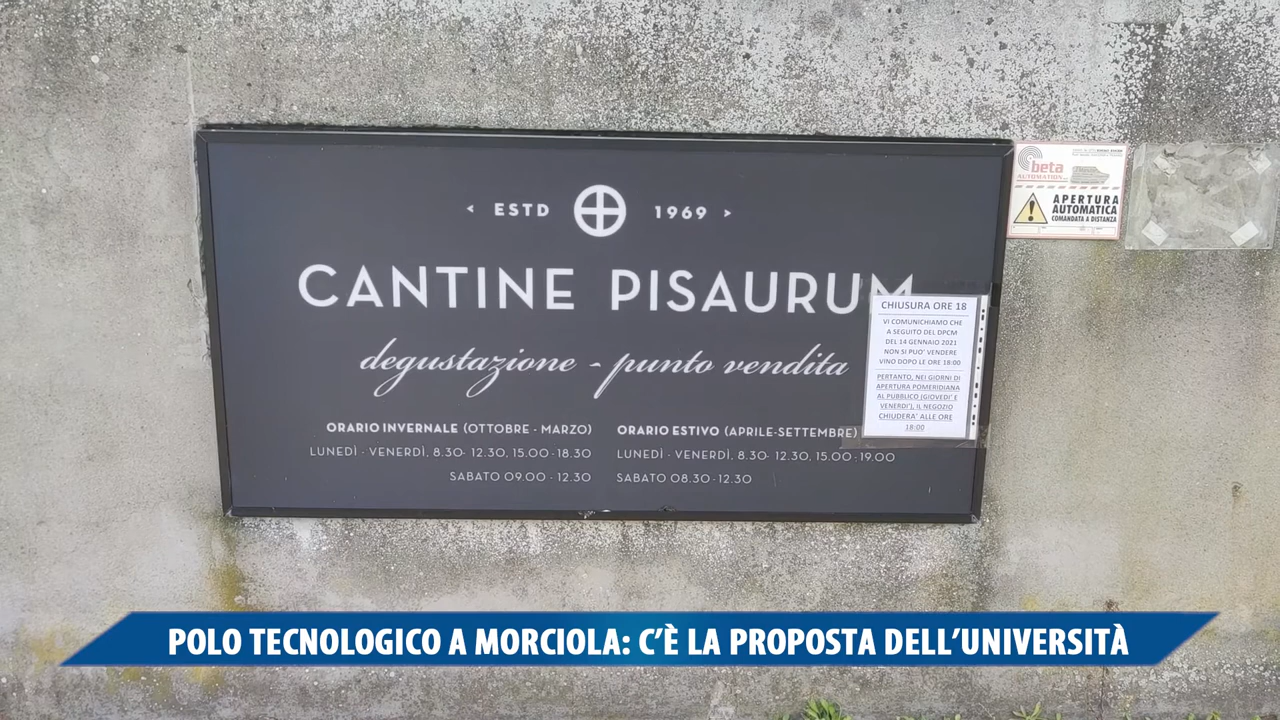 < ESTD 1969 >
CANTINE PISAURUM
degustazione - punto vendita
ORARIO INVERNALE (OTTOBRE - MARZO)
LUNEDÌ - VENERDÌ, 8.30- 12.30, 15.00-18.30
SABATO 09.00 - 12.30
ORARIO ESTIVO (APRILE-SETTEMBRE)
LUNEDÌ - VENERDÌ, 8.30- 12.30, 15.00-19.00
SABATO 08.30-12.30
CHIUSURA ORE 18
VI COMUNICHIAMO CHE
A SEGUITO DEL DPCM
DEL 14 GENNAIO 2021
NON SI PUO' VENDERE
VINO DOPO LE ORE 18:00
PERTANTO, NEI GIORNI DI
APERTURA POMERIDIANA
AL PUBBLICO (GIOVEDI' E
VENERDI'), IL NEGOZIO
CHIUDERA' ALLE ORE
18:00
beta
AUTOMATION
APERTURA
AUTOMATICA
COMANDATA A DISTANZA
POLO TECNOLOGICO A MORCIOLA: C'È LA PROPOSTA DELL'UNIVERSITÀ